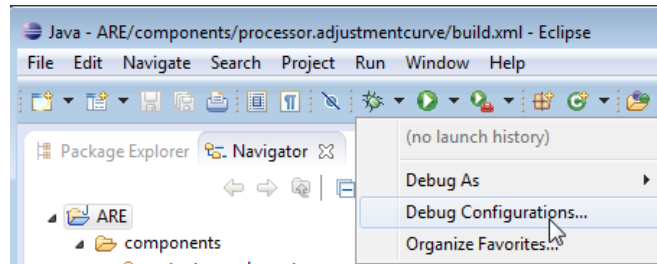 Java - ARE/components/processor.adjustmentcurve/build.xml - Eclipse
File Edit Navigate Search Project Run Window Help
(no launch history)
Package Explorer Navigator
Debug As
Debug Configurations...
ARE
components
Organize Favorites...